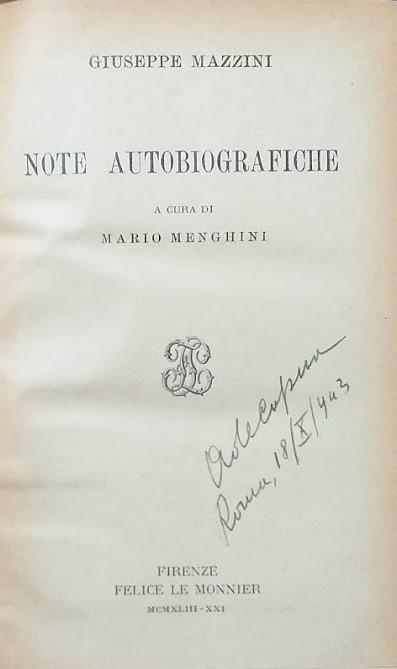 GIUSEPPE MAZZINI
NOTE AUTOBIOGRAFICHE
A CURA DI
MARIO MENGHINI
Roma, 18/X/943
FIRENZE
FELICE LE MONNIER
MCMXLIII-XXI